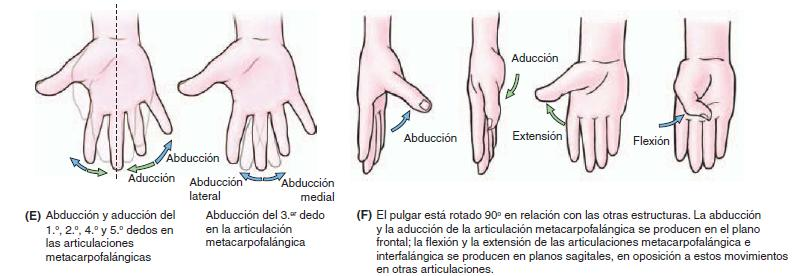 Abducción
Aducción
Abducción
lateral
Abducción
medial
Abducción
Aducción
Extensión
Flexión
(E) Abducción y aducción del
1.º, 2.º, 4.º y 5.º dedos en
las articulaciones
metacarpofalángicas
Abducción del 3.er dedo
en la articulación
metacarpofalángica
(F) El pulgar está rotado 90º en relación con las otras estructuras. La abducción
y la aducción de la articulación metacarpofalángica se producen en el plano
frontal; la flexión y la extensión de las articulaciones metacarpofalángica e
interfalángica se producen en planos sagitales, en oposición a estos movimientos
en otras articulaciones.